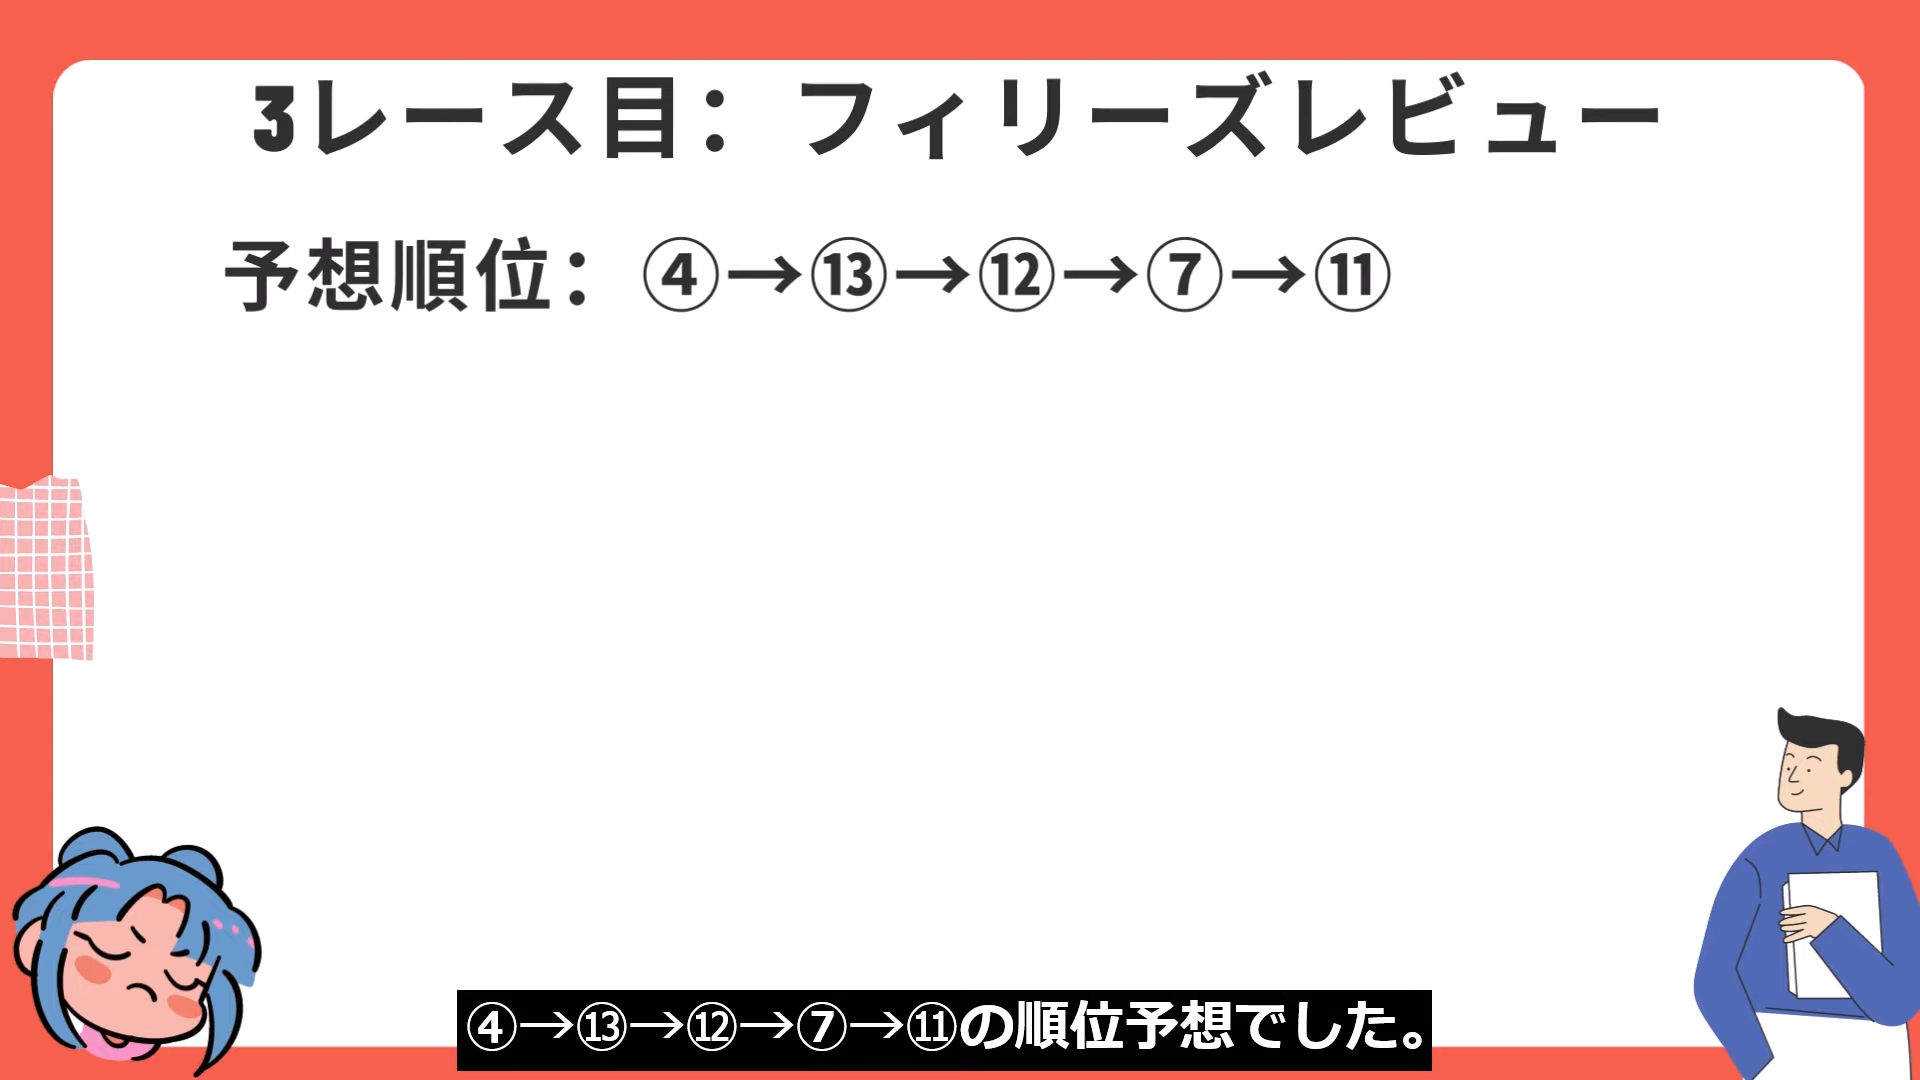 3レース目：フィリーズレビュー
予想順位：④→⑬→⑫→⑦→⑪
④→⑬→⑫→⑦→⑪の順位予想でした。